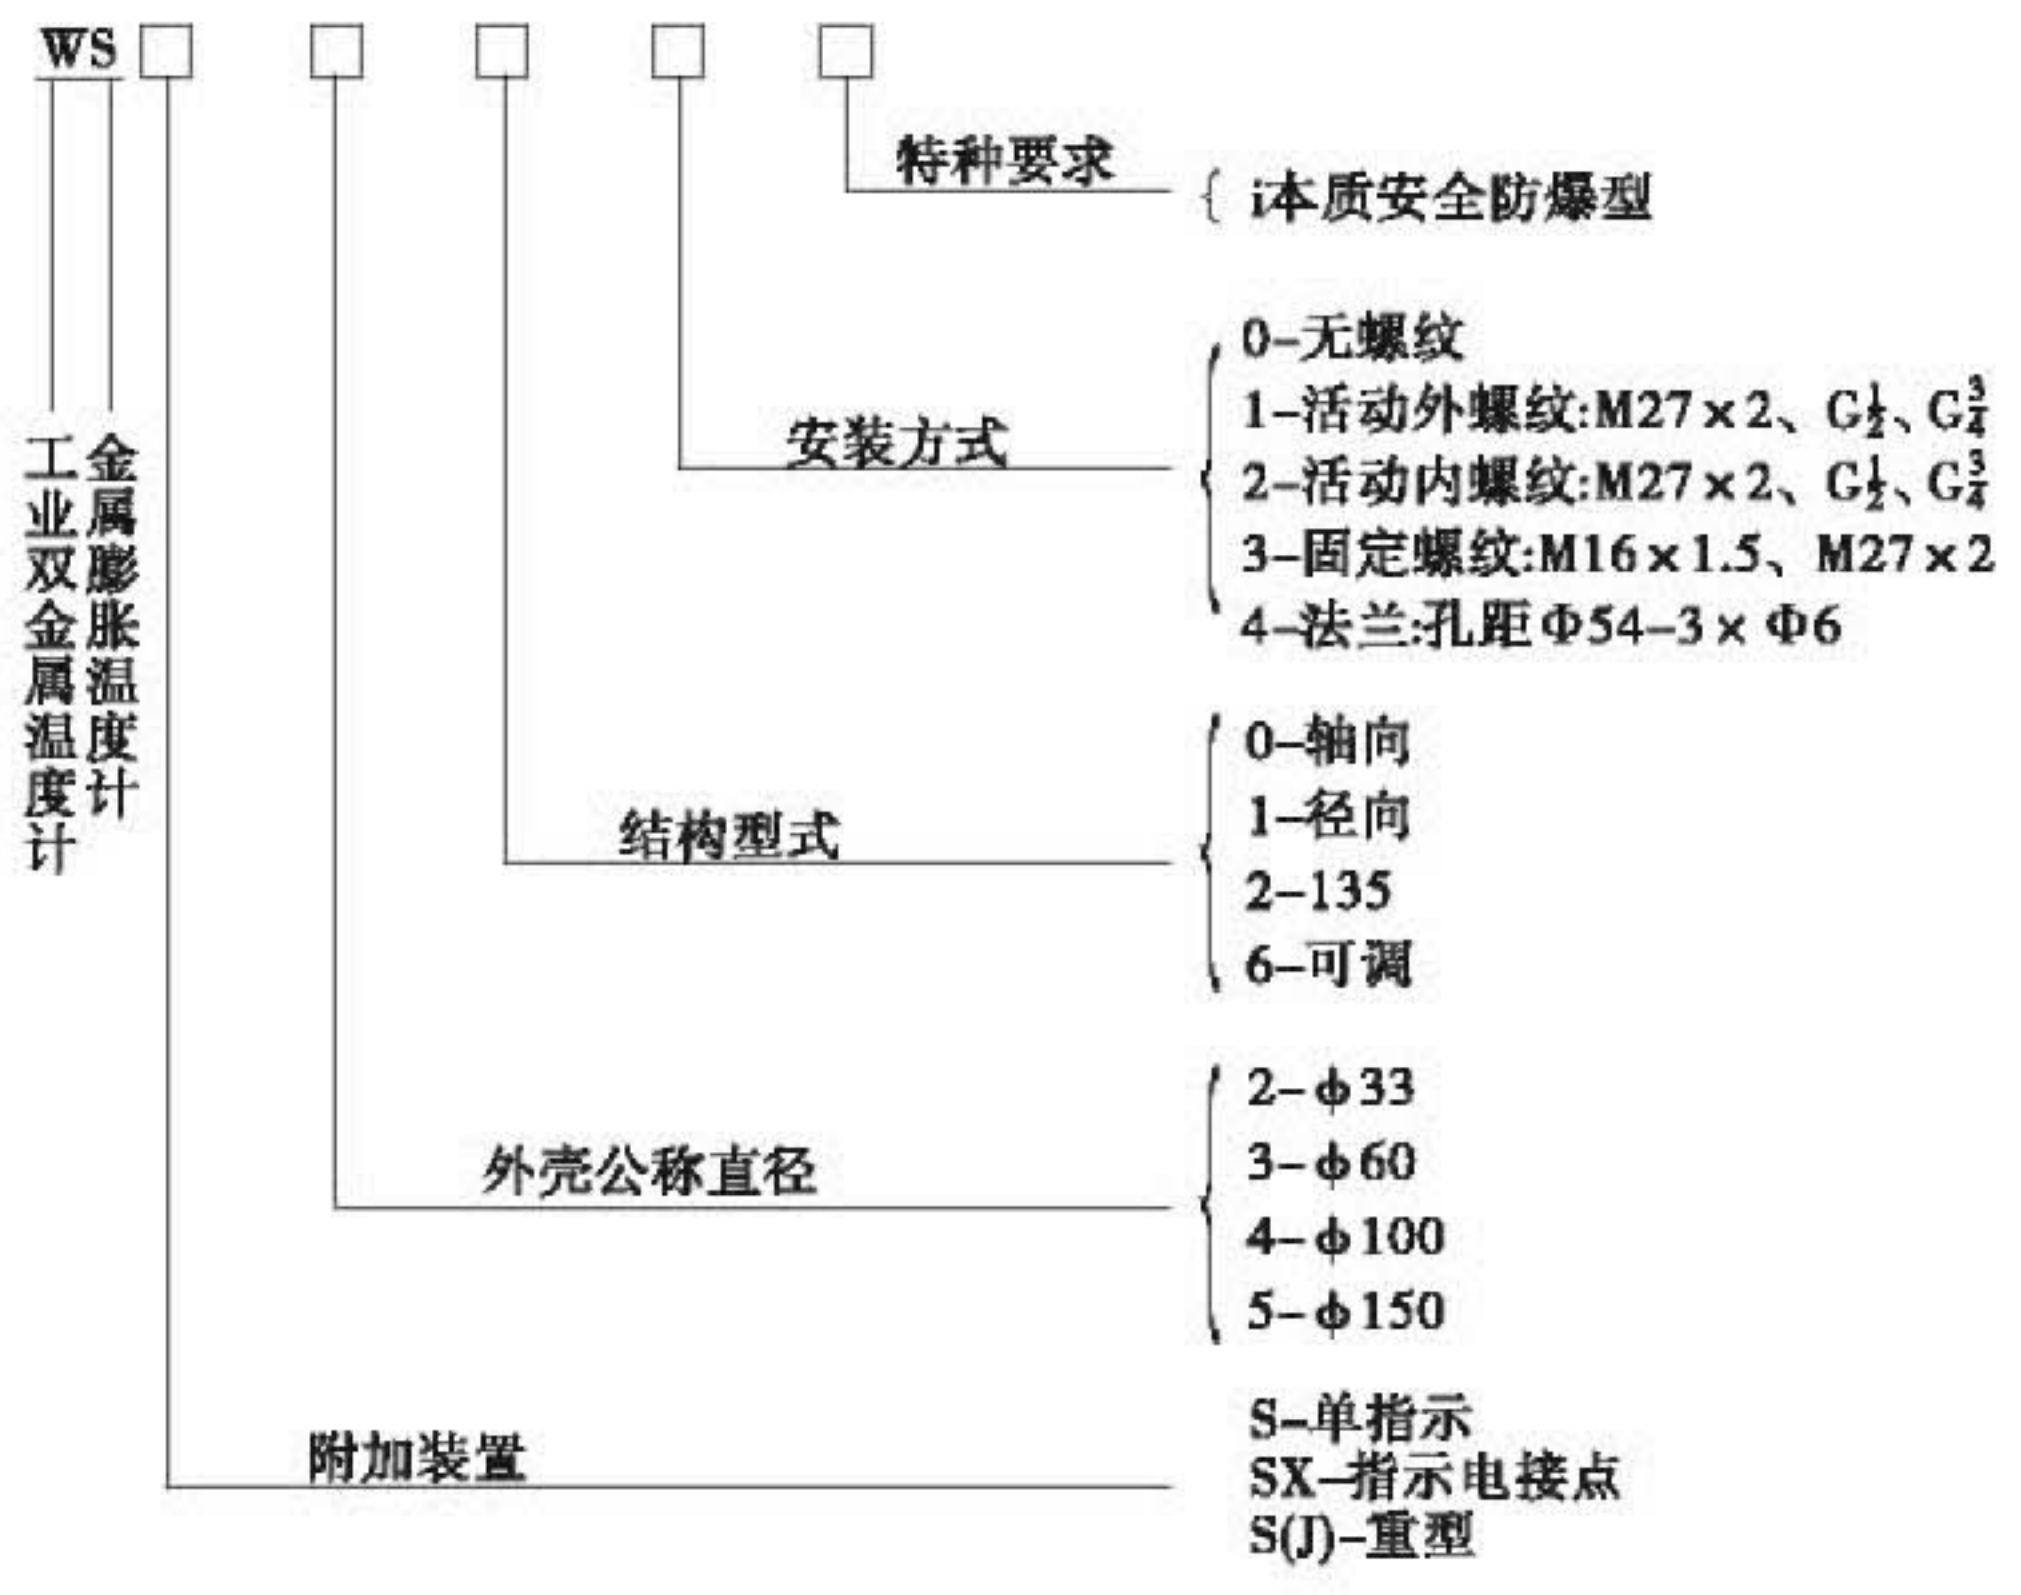 WS□ □ □ □ □
特种要求
i本质安全防爆型
0-无螺纹
1-活动外螺纹:M27×2、G½、G¾
安装方式
2-活动内螺纹:M27×2、G½、G¾
3-固定螺纹:M16×1.5、M27×2
4-法兰:孔距Φ54-3×Φ6
工业双金属温度计
金属膨胀温度计
0-轴向
1-径向
结构型式
2-135
6-可调
2-ф33
3-ф60
外壳公称直径
4-ф100
5-ф150
S-单指示
附加装置
SX-指示电接点
S(J)-重型